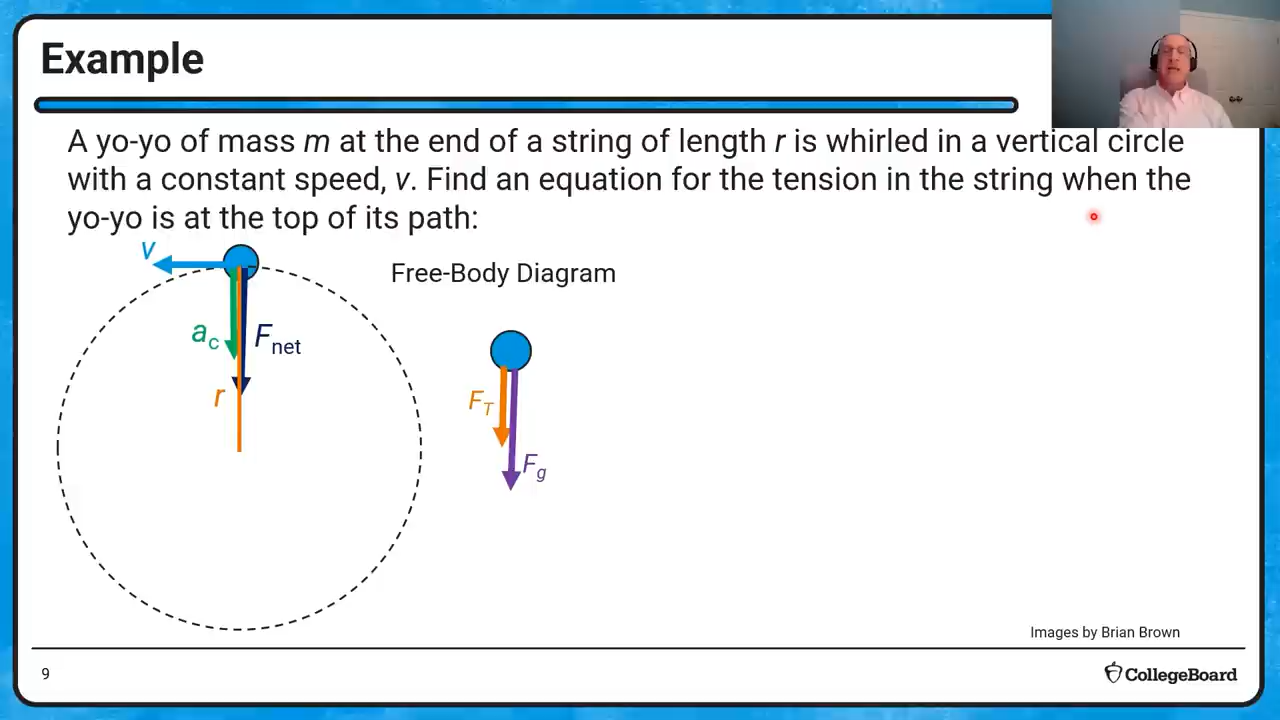 Example
A yo-yo of mass m at the end of a string of length r is whirled in a vertical circle
with a constant speed, v. Find an equation for the tension in the string when the
yo-yo is at the top of its path:
v
Free-Body Diagram
ac
Fnet
r
FT
Fg
Images by Brian Brown
9
CollegeBoard